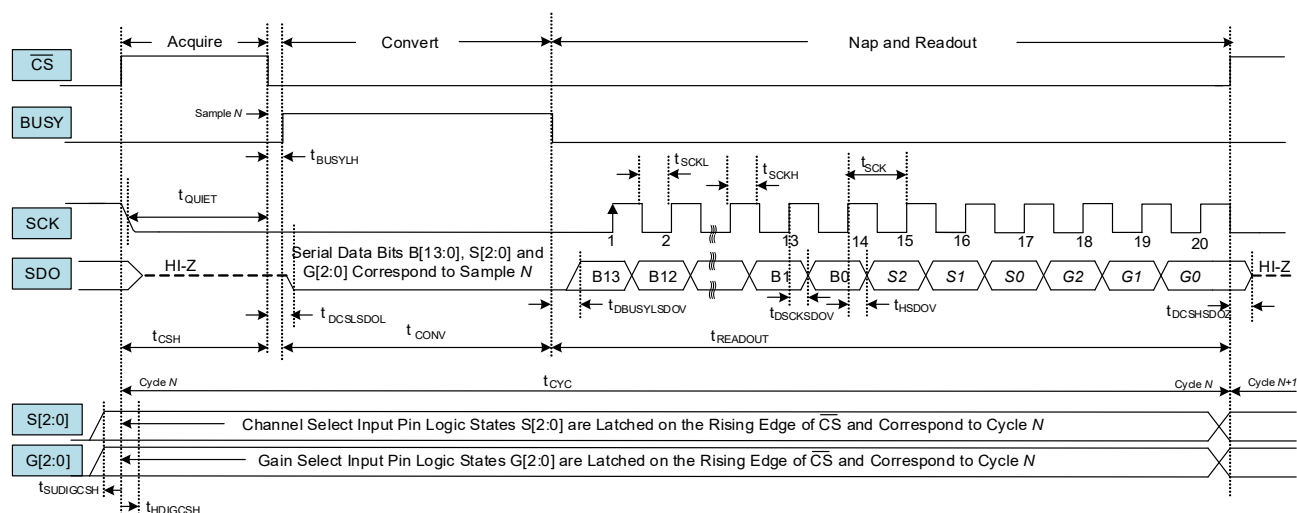 Acquire Convert Nap and Readout
CS
Sample N
BUSY
tBUSYLH tSCKL tSCKH tSCK
tQUIET
SCK
1 2 13 14 15 16 17 18 19 20
Serial Data Bits B[13:0], S[2:0] and
G[2:0] Correspond to Sample N
SDO HI-Z B13 B12 B1 B0 S2 S1 S0 G2 G1 G0 HI-Z
tDCSLSDOL tDBUSYLSDOV tDSCKSDOV tHSDOV tDCSHSDOZ
tCSH tCONV tREADOUT
Cycle N tCYC Cycle N Cycle N+1
S[2:0] Channel Select Input Pin Logic States S[2:0] are Latched on the Rising Edge of CS and Correspond to Cycle N
G[2:0] Gain Select Input Pin Logic States G[2:0] are Latched on the Rising Edge of CS and Correspond to Cycle N
tSUDIGCSH
tHDIGCSH